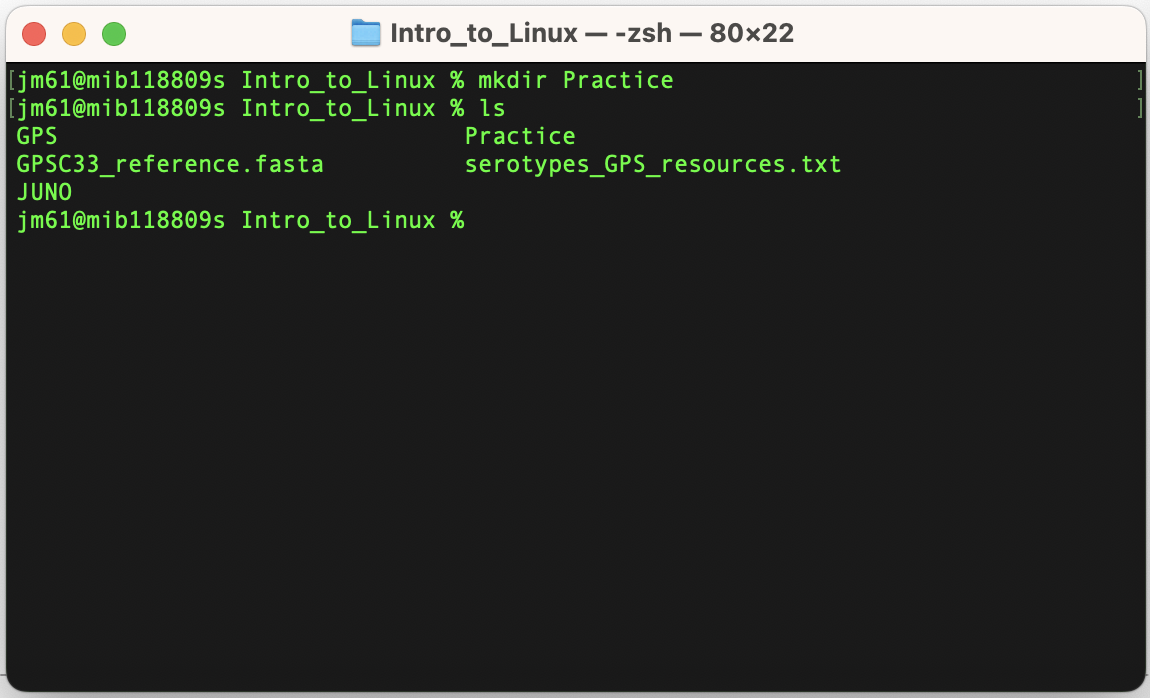 Intro_to_Linux — -zsh — 80×22
[jm61@mib118809s Intro_to_Linux % mkdir Practice ]
[jm61@mib118809s Intro_to_Linux % ls ]
GPS Practice
GPSC33_reference.fasta serotypes_GPS_resources.txt
JUNO
jm61@mib118809s Intro_to_Linux %